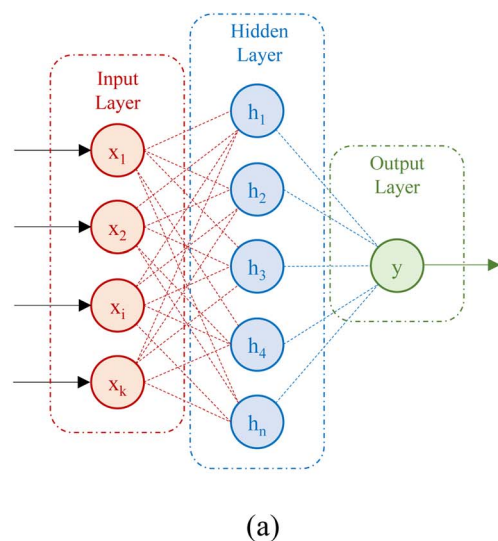 Hidden
Layer
Input
Layer
Output
Layer
x₁
x₂
xᵢ
xₖ
h₁
h₂
h₃
h₄
hₙ
y
(a)